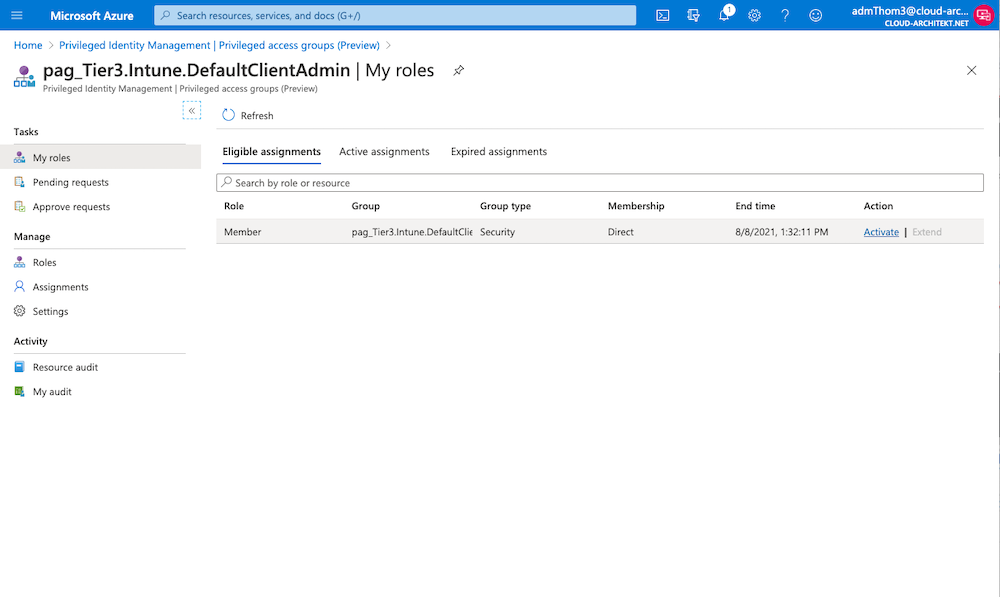 Microsoft Azure
Search resources, services, and docs (G+/)
1
admThom3@cloud-arc...
CLOUD-ARCHITEKT.NET
Home > Privileged Identity Management | Privileged access groups (Preview) >
pag_Tier3.Intune.DefaultClientAdmin | My roles
Privileged Identity Management | Privileged access groups (Preview)
«
Tasks
My roles
Pending requests
Approve requests
Manage
Roles
Assignments
Settings
Activity
Resource audit
My audit
Refresh
Eligible assignments Active assignments Expired assignments
Search by role or resource
Role Group Group type Membership End time Action
Member pag_Tier3.Intune.DefaultClie Security Direct 8/8/2021, 1:32:11 PM Activate | Extend